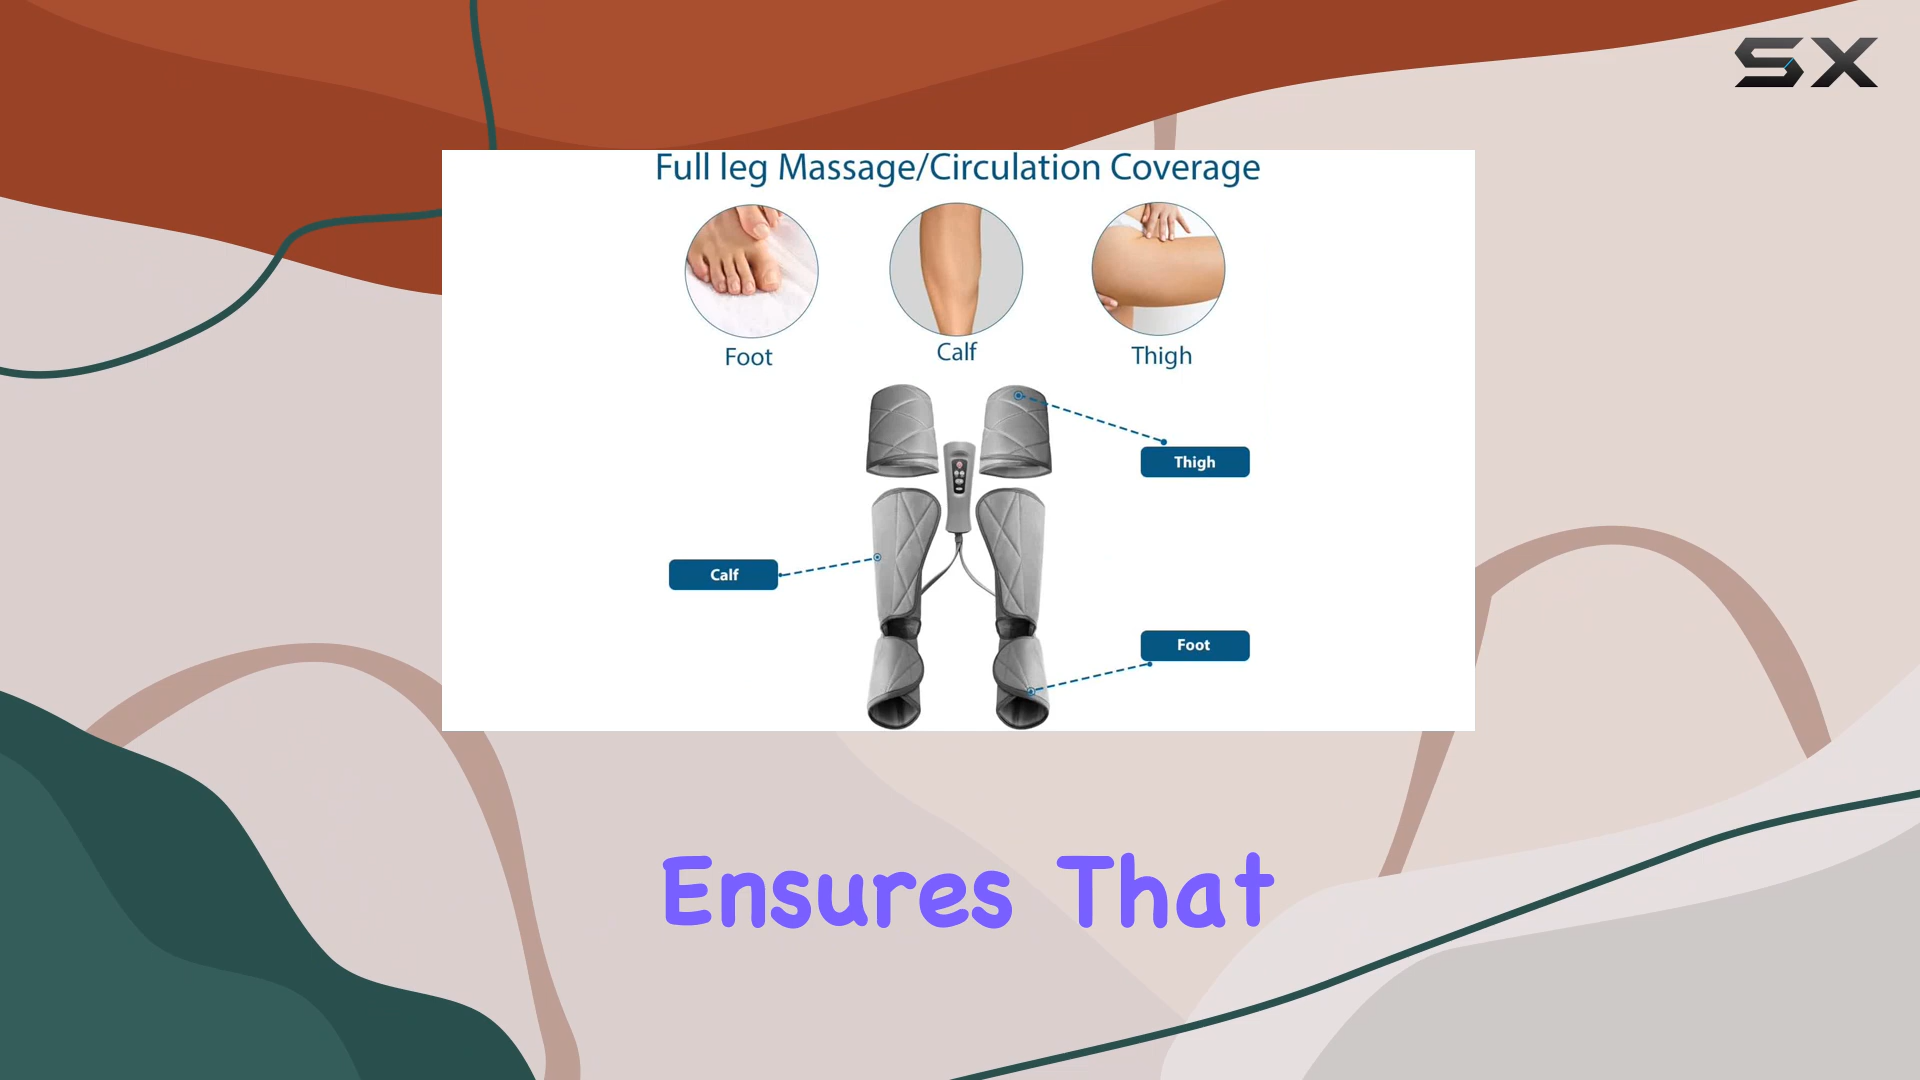 SX
Full leg Massage/Circulation Coverage
Foot
Calf
Thigh
Thigh
Calf
Foot
Ensures That